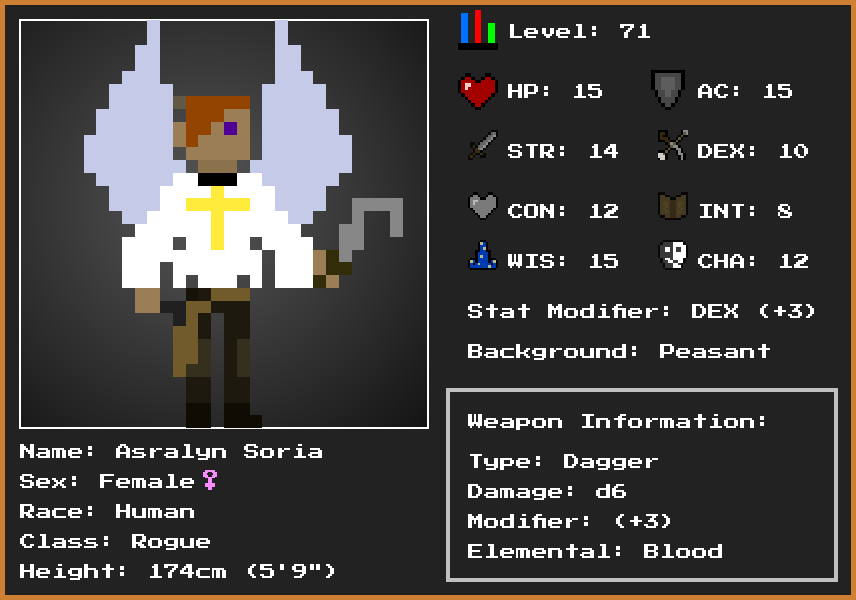 Level: 71
HP: 15
AC: 15
STR: 14
DEX: 10
CON: 12
INT: 8
WIS: 15
CHA: 12
Stat Modifier: DEX (+3)
Background: Peasant
Weapon Information:
Type: Dagger
Damage: d6
Modifier: (+3)
Elemental: Blood
Name: Asralyn Soria
Sex: Female♀
Race: Human
Class: Rogue
Height: 174cm (5'9")